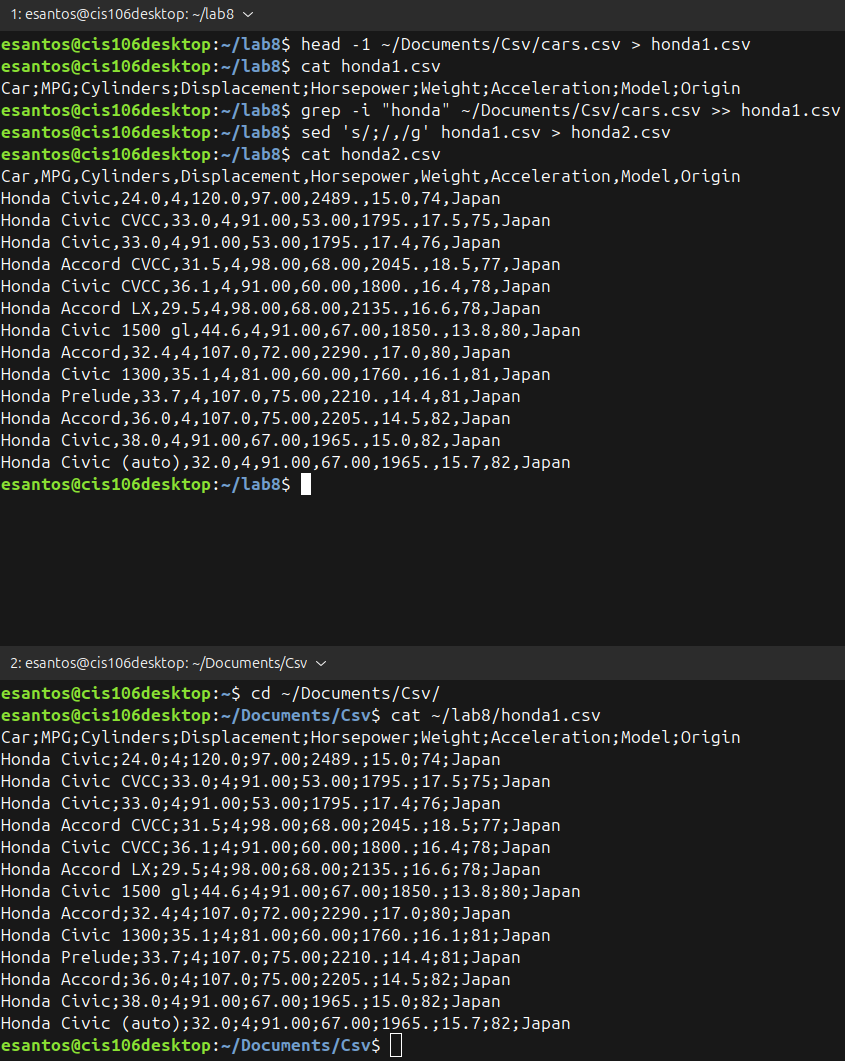 1: esantos@cis106desktop: ~/lab8
esantos@cis106desktop:~/lab8$ head -1 ~/Documents/Csv/cars.csv > honda1.csv
esantos@cis106desktop:~/lab8$ cat honda1.csv
Car;MPG;Cylinders;Displacement;Horsepower;Weight;Acceleration;Model;Origin
esantos@cis106desktop:~/lab8$ grep -i "honda" ~/Documents/Csv/cars.csv >> honda1.csv
esantos@cis106desktop:~/lab8$ sed 's/;/,/g' honda1.csv > honda2.csv
esantos@cis106desktop:~/lab8$ cat honda2.csv
Car,MPG,Cylinders,Displacement,Horsepower,Weight,Acceleration,Model,Origin
Honda Civic,24.0,4,120.0,97.00,2489.,15.0,74,Japan
Honda Civic CVCC,33.0,4,91.00,53.00,1795.,17.5,75,Japan
Honda Civic,33.0,4,91.00,53.00,1795.,17.4,76,Japan
Honda Accord CVCC,31.5,4,98.00,68.00,2045.,18.5,77,Japan
Honda Civic CVCC,36.1,4,91.00,60.00,1800.,16.4,78,Japan
Honda Accord LX,29.5,4,98.00,68.00,2135.,16.6,78,Japan
Honda Civic 1500 gl,44.6,4,91.00,67.00,1850.,13.8,80,Japan
Honda Accord,32.4,4,107.0,72.00,2290.,17.0,80,Japan
Honda Civic 1300,35.1,4,81.00,60.00,1760.,16.1,81,Japan
Honda Prelude,33.7,4,107.0,75.00,2210.,14.4,81,Japan
Honda Accord,36.0,4,107.0,75.00,2205.,14.5,82,Japan
Honda Civic,38.0,4,91.00,67.00,1965.,15.0,82,Japan
Honda Civic (auto),32.0,4,91.00,67.00,1965.,15.7,82,Japan
esantos@cis106desktop:~/lab8$
2: esantos@cis106desktop: ~/Documents/Csv
esantos@cis106desktop:~$ cd ~/Documents/Csv/
esantos@cis106desktop:~/Documents/Csv$ cat ~/lab8/honda1.csv
Car;MPG;Cylinders;Displacement;Horsepower;Weight;Acceleration;Model;Origin
Honda Civic;24.0;4;120.0;97.00;2489.;15.0;74;Japan
Honda Civic CVCC;33.0;4;91.00;53.00;1795.;17.5;75;Japan
Honda Civic;33.0;4;91.00;53.00;1795.;17.4;76;Japan
Honda Accord CVCC;31.5;4;98.00;68.00;2045.;18.5;77;Japan
Honda Civic CVCC;36.1;4;91.00;60.00;1800.;16.4;78;Japan
Honda Accord LX;29.5;4;98.00;68.00;2135.;16.6;78;Japan
Honda Civic 1500 gl;44.6;4;91.00;67.00;1850.;13.8;80;Japan
Honda Accord;32.4;4;107.0;72.00;2290.;17.0;80;Japan
Honda Civic 1300;35.1;4;81.00;60.00;1760.;16.1;81;Japan
Honda Prelude;33.7;4;107.0;75.00;2210.;14.4;81;Japan
Honda Accord;36.0;4;107.0;75.00;2205.;14.5;82;Japan
Honda Civic;38.0;4;91.00;67.00;1965.;15.0;82;Japan
Honda Civic (auto);32.0;4;91.00;67.00;1965.;15.7;82;Japan
esantos@cis106desktop:~/Documents/Csv$